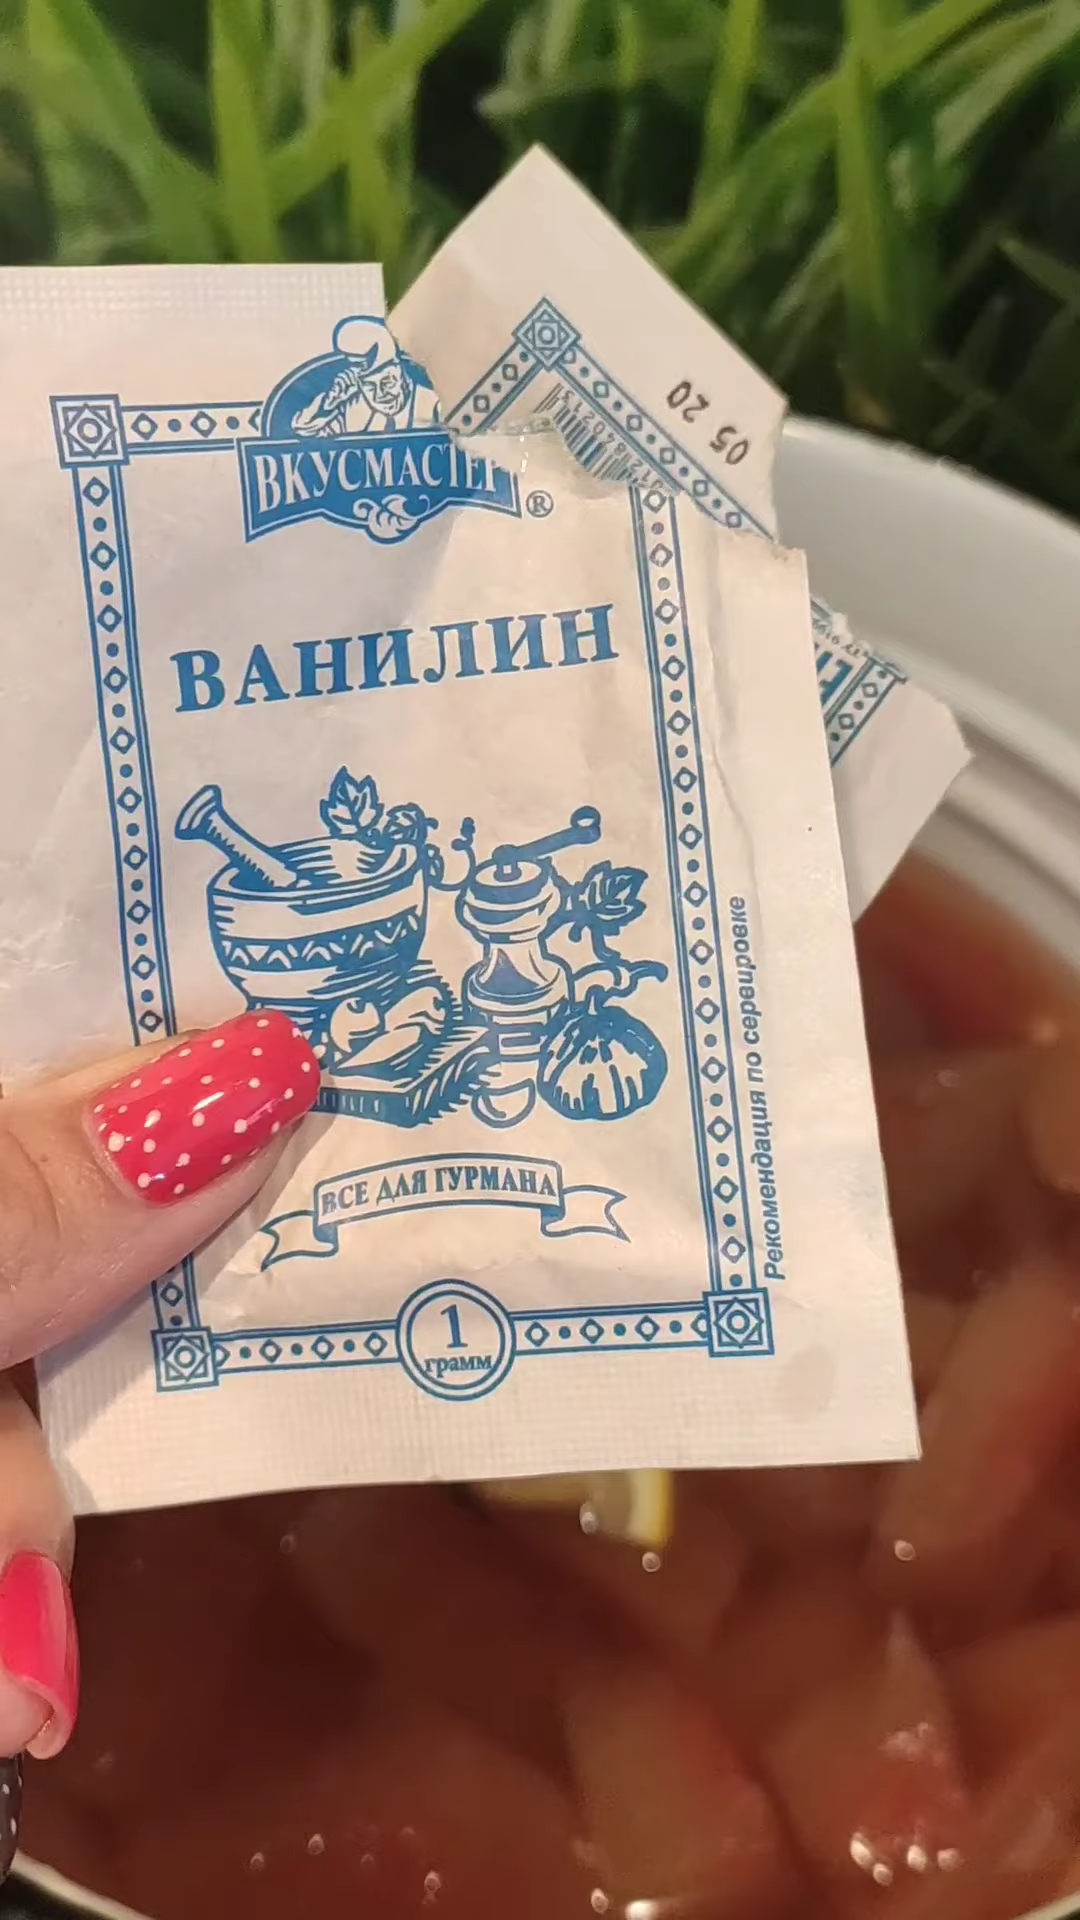 ВКУСМАСТЕР
®
ВАНИЛИН
ВСЕ ДЛЯ ГУРМАНА
1
грамм
Рекомендация по сервировке
05 20